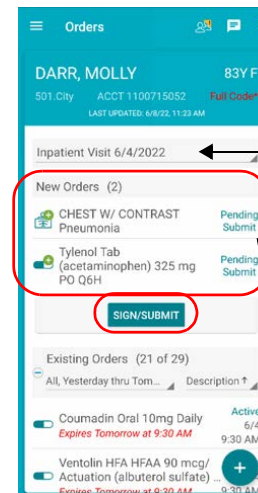 Orders
DARR, MOLLY 83Y F
501.City ACCT 1100715052 Full Code*
LAST UPDATED: 6/8/22, 11:23 AM
Inpatient Visit 6/4/2022
New Orders (2)
CHEST W/ CONTRAST Pending
Pneumonia Submit
Tylenol Tab Pending
(acetaminophen) 325 mg Submit
PO Q6H
SIGN/SUBMIT
Existing Orders (21 of 29)
All, Yesterday thru Tom... Description ↑
Coumadin Oral 10mg Daily Active
Expires Tomorrow at 9:30 AM 6/4
9:30 AM
Ventolin HFA HFAA 90 mcg/
Actuation (albuterol sulfate) ...
Expires Tomorrow at 9:30 AM 9:30 AM